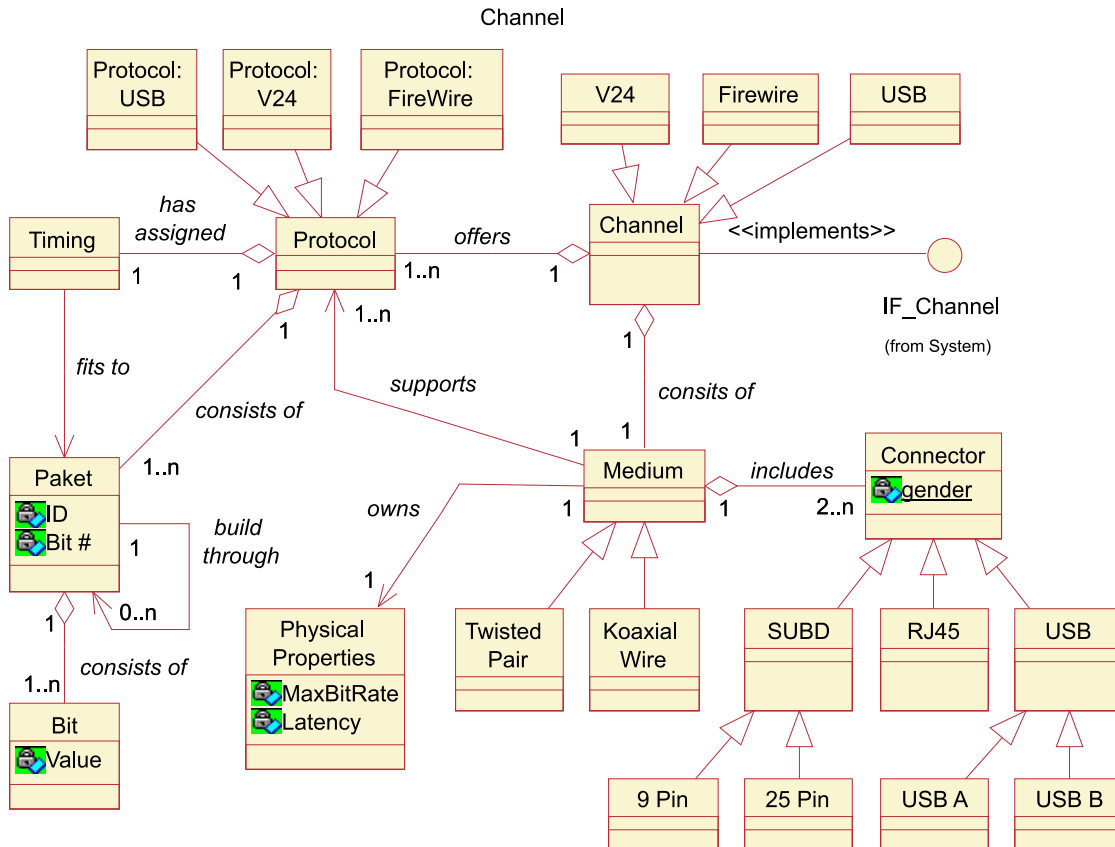 Channel
Protocol:
USB
Protocol:
V24
Protocol:
FireWire
V24
Firewire
USB
has
assigned
Timing
1
1
Protocol
1..n
offers
1
Channel
<<implements>>
IF_Channel
(from System)
1..n
1
1
fits to
supports
consits of
consists of
1..n
1
1
Paket
ID
Bit #
1
build
through
0..n
1
owns
1
1
Medium
includes
1
2..n
Connector
gender
Physical
Properties
MaxBitRate
Latency
Twisted
Pair
Koaxial
Wire
SUBD
RJ45
USB
consists of
1..n
Bit
Value
9 Pin
25 Pin
USB A
USB B